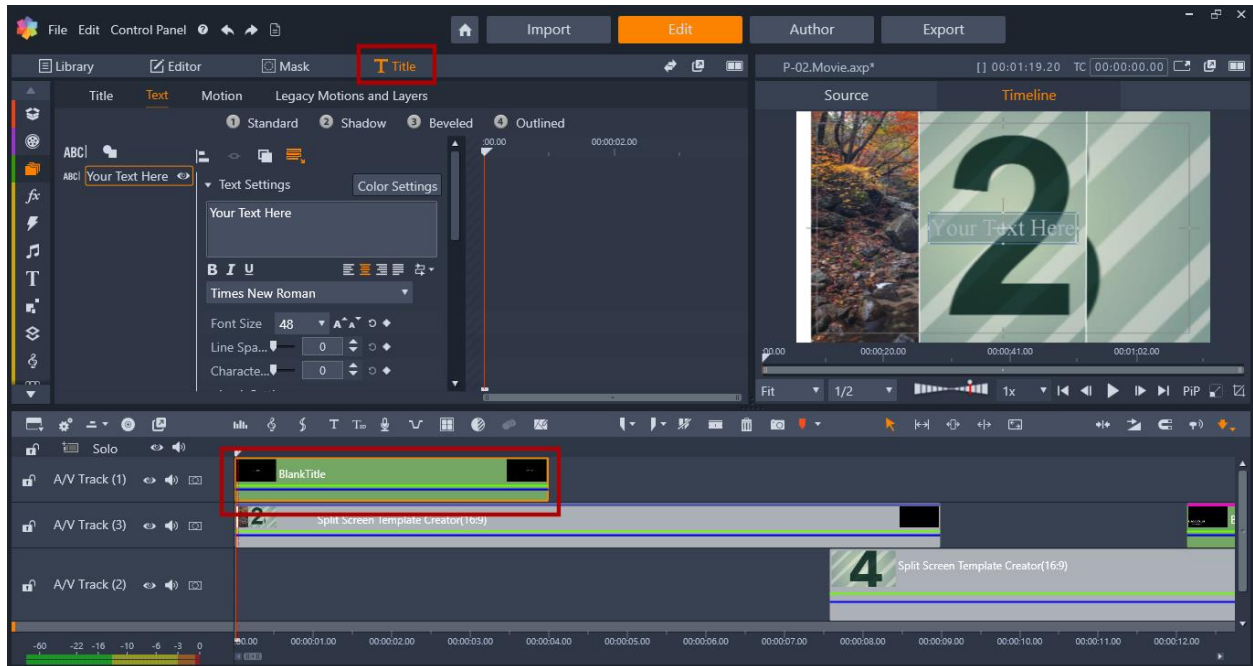 File Edit Control Panel
Import
Edit
Author
Export
Library
Editor
Mask
Title
P-02.Movie.axp*
[] 00:01:19.20 TC 00:00:00.00
Title
Text
Motion
Legacy Motions and Layers
Source
Timeline
1 Standard
2 Shadow
3 Beveled
4 Outlined
ABC
ABC Your Text Here
Text Settings
Color Settings
Your Text Here
B I U
Times New Roman
Font Size 48
Line Spa... 0
Characte... 0
:00.00
00:00:02.00
2
Your Text Here
:00.00
00:00:20.00
00:00:41.00
00:01:02.00
Fit
1/2
1x
PiP
Solo
A/V Track (1)
BlankTitle
A/V Track (3)
2
Split Screen Template Creator(16:9)
A/V Track (2)
4
Split Screen Template Creator(16:9)
-60 -22 -16 -10 -6 -3 0
00:00:01.00 00:00:02.00 00:00:03.00 00:00:04.00 00:00:05.00 00:00:06.00 00:00:07.00 00:00:08.00 00:00:09.00 00:00:10.00 00:00:11.00 00:00:12.00